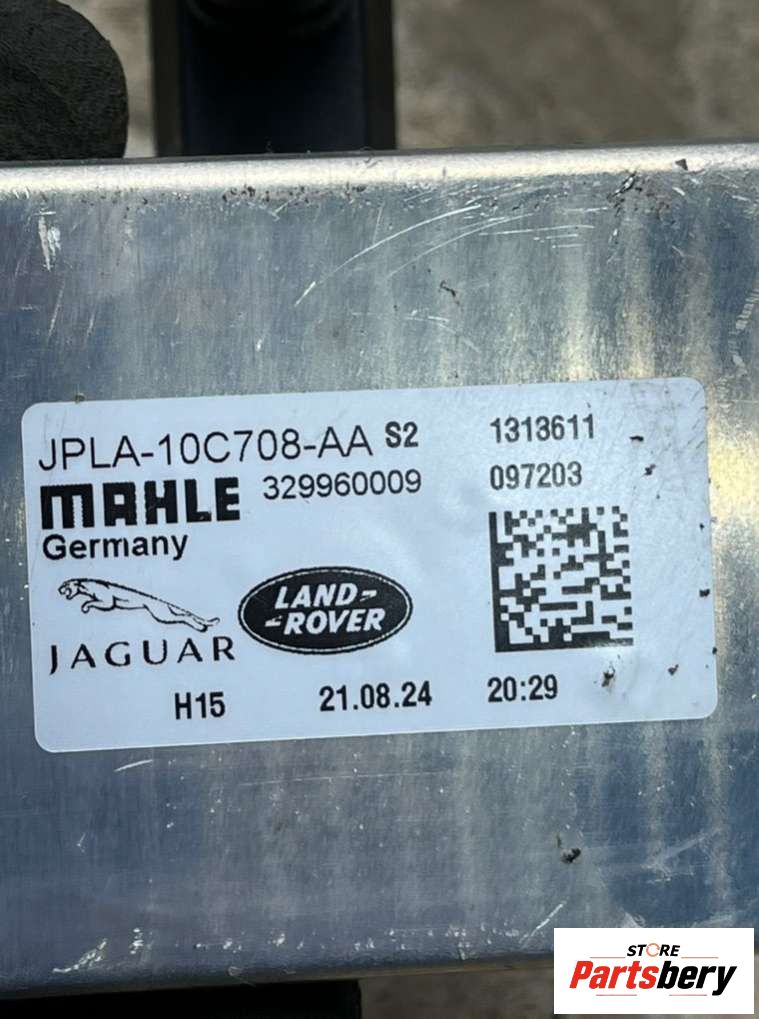 JPLA-10C708-AA S2 1313611
MAHLE 329960009 097203
Germany
JAGUAR
LAND-
-ROVER
H15 21.08.24 20:29
STORE
Partsbery